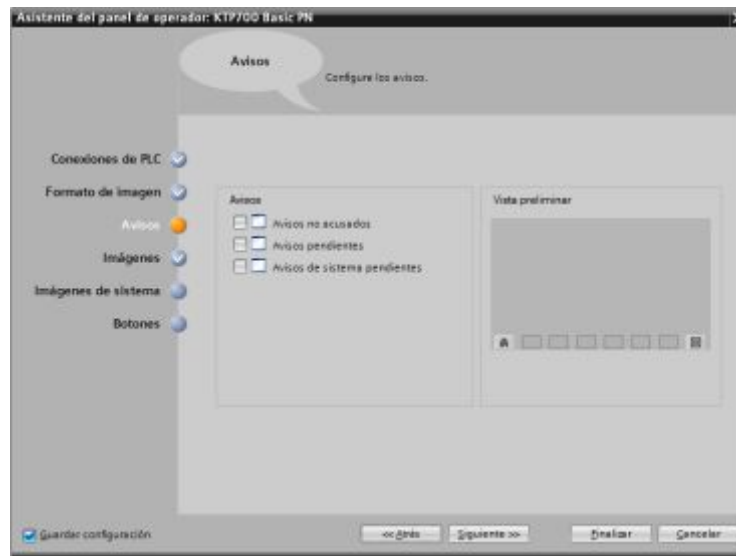 Asistente del panel de operador: KTP700 Basic PN
Avisos
Configure los avisos.
Conexiones de PLC
Formato de imagen
Avisos
Imágenes
Imágenes de sistema
Botones
Avisos
Avisos no acusados
Avisos pendientes
Avisos de sistema pendientes
Vista preliminar
Guardar configuración
<< Atrás
Siguiente >>
Finalizar
Cancelar